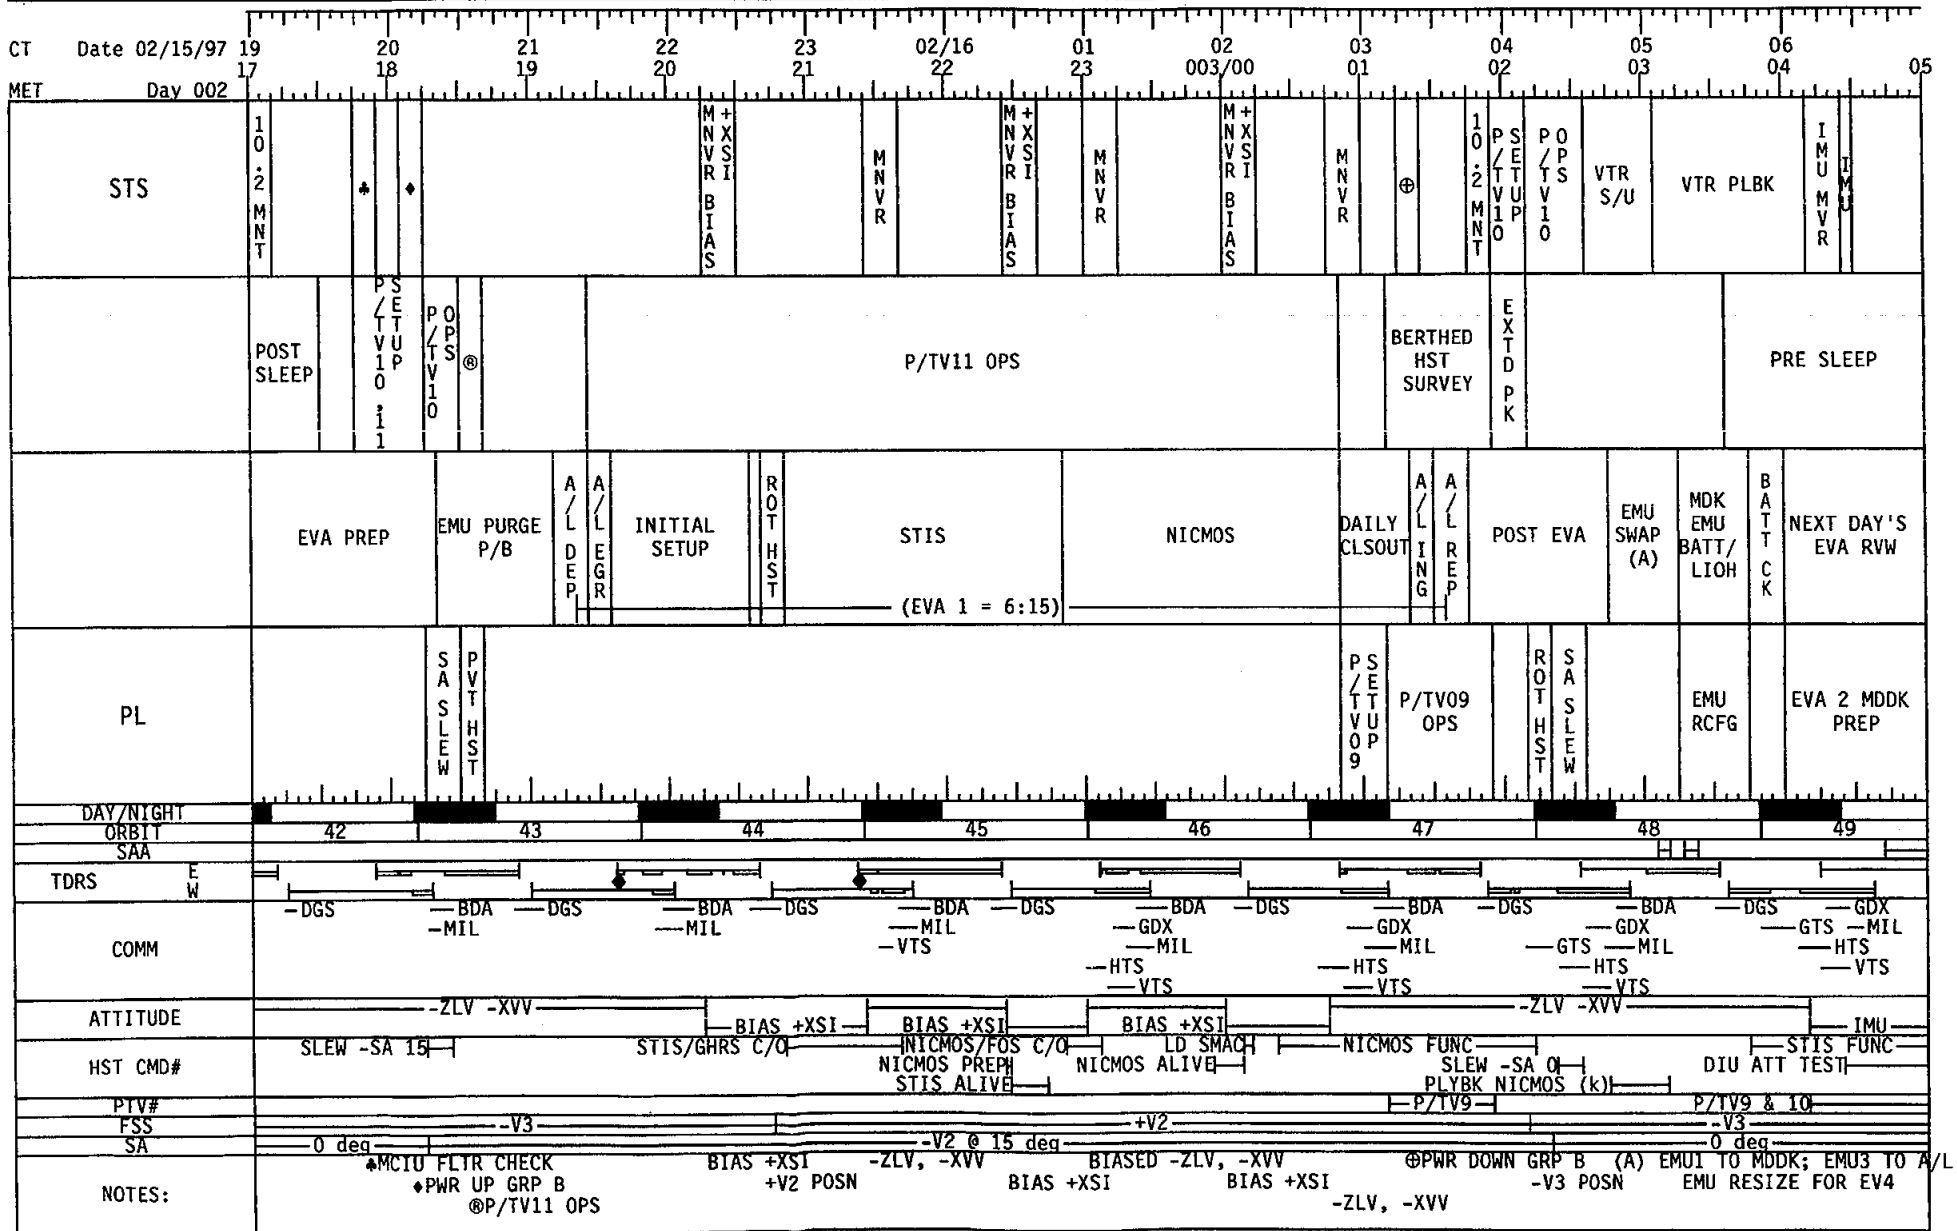 CT Date 02/15/97 19 20 21 22 23 02/16 01 02 03 04 05 06
17 18 19 20 21 22 23 003/00 01 02 03 04 05
MET Day 002
STS
10.2 MNT
♣
♦
MNVR BIAS +XSI
MNVR
MNVR BIAS +XSI
MNVR
MNVR BIAS +XSI
MNVR
⊕
10.2 MNT
P/TV10 SETUP
P/TV10 OPS
VTR S/U
VTR PLBK
IMU MVR
IMU
POST SLEEP
P/TV10,11 SETUP
P/TV10 OPS
®
P/TV11 OPS
BERTHED HST SURVEY
EXTD PK
PRE SLEEP
EVA PREP
EMU PURGE P/B
A/L DEP
A/L EGR
INITIAL SETUP
ROT HST
STIS
NICMOS
DAILY CLSOUT
A/L ING
A/L REP
POST EVA
EMU SWAP (A)
MDK EMU BATT/ LIOH
BATT CK
NEXT DAY'S EVA RVW
(EVA 1 = 6:15)
PL
SA SLEW
PVT HST
P/TV09 SETUP
P/TV09 OPS
ROT HST
SA SLEW
EMU RCFG
EVA 2 MDDK PREP
DAY/NIGHT
ORBIT 42 43 44 45 46 47 48 49
SAA
TDRS E
W
COMM
DGS BDA DGS BDA DGS BDA DGS BDA DGS BDA DGS BDA DGS GDX
MIL MIL MIL GDX GDX GDX GTS MIL
VTS MIL MIL GTS MIL HTS
HTS HTS HTS VTS
VTS VTS VTS
ATTITUDE
-ZLV -XVV -ZLV -XVV
BIAS +XSI BIAS +XSI BIAS +XSI IMU
HST CMD#
SLEW -SA 15 STIS/GHRS C/O NICMOS/FOS C/O LD SMAC NICMOS FUNC STIS FUNC
NICMOS PREP NICMOS ALIVE SLEW -SA 0 DIU ATT TEST
STIS ALIVE PLYBK NICMOS (k)
PTV# P/TV9 P/TV9 & 10
FSS -V3 +V2 -V3
SA 0 deg -V2 @ 15 deg 0 deg
NOTES:
♣MCIU FLTR CHECK BIAS +XSI -ZLV, -XVV BIASED -ZLV, -XVV ⊕PWR DOWN GRP B (A) EMU1 TO MDDK; EMU3 TO A/L
♦PWR UP GRP B +V2 POSN BIAS +XSI BIAS +XSI -V3 POSN EMU RESIZE FOR EV4
®P/TV11 OPS -ZLV, -XVV